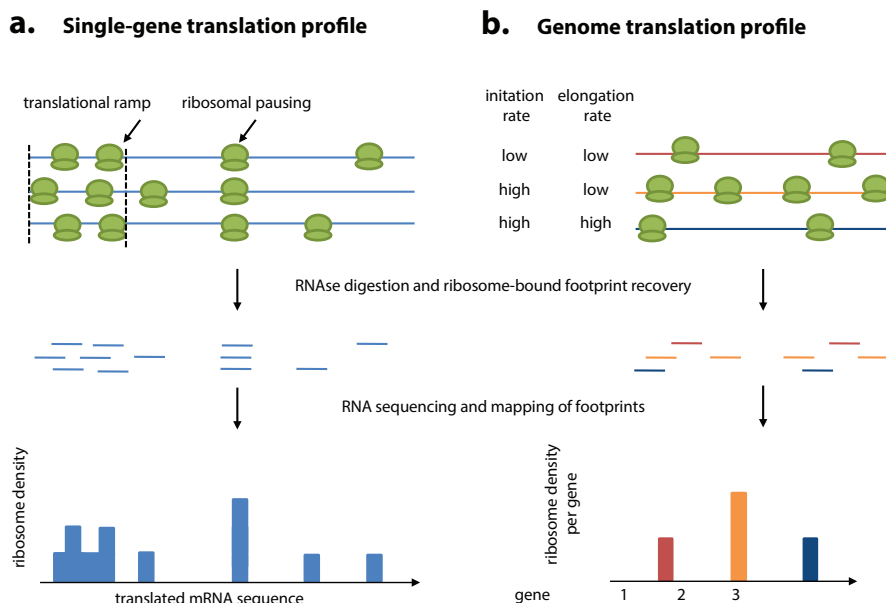 a. Single-gene translation profile
translational ramp
ribosomal pausing
RNAse digestion and ribosome-bound footprint recovery
RNA sequencing and mapping of footprints
ribosome density
translated mRNA sequence
b. Genome translation profile
initation elongation
rate rate
low low
high low
high high
ribosome density
per gene
gene 1 2 3